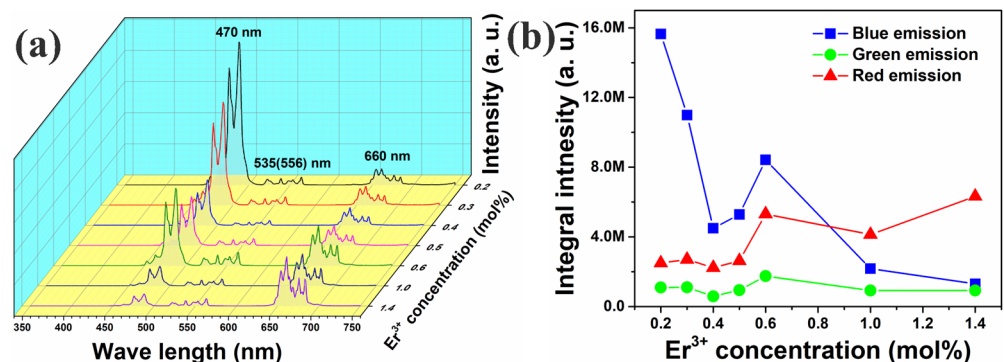 (a)
470 nm
535(556) nm
660 nm
Intensity (a. u.)
0.2
0.3
0.4
0.5
0.6
1.0
1.4
Er3+ concentration (mol%)
350 400 450 500 550 600 650 700 750
Wave length (nm)
(b)
Blue emission
Green emission
Red emission
16.0M
12.0M
8.0M
4.0M
0.0
Integral intnesity (a. u.)
0.2 0.4 0.6 0.8 1.0 1.2 1.4
Er3+ concentration (mol%)